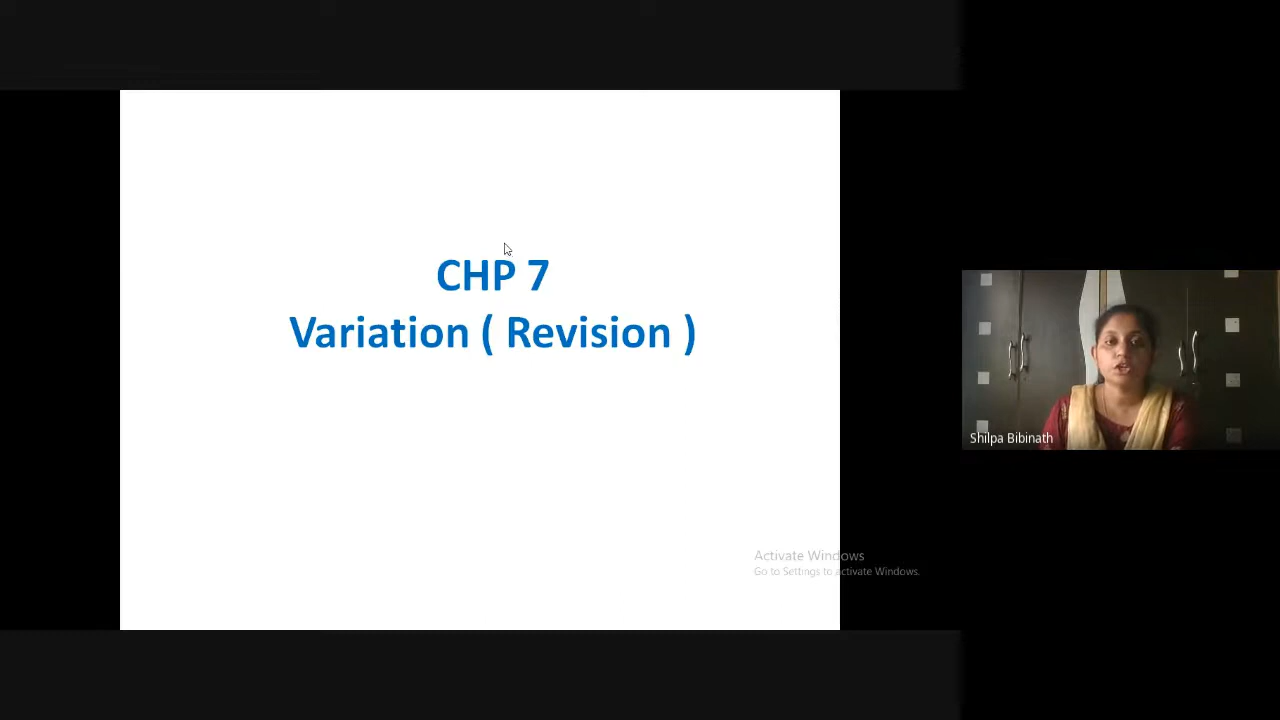 CHP 7
Variation ( Revision )
Shilpa Bibinath
Activate Windows
Go to Settings to activate Windows.